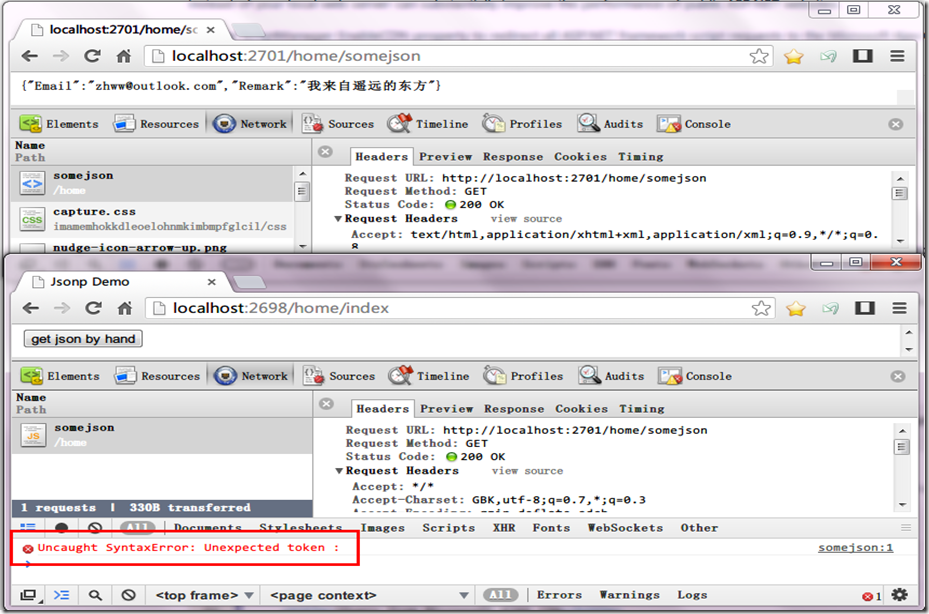 localhost:2701/home/sc
localhost:2701/home/somejson
{"Email":"zhww@outlook.com","Remark":"我来自遥远的东方"}
Elements Resources Network Sources Timeline Profiles Audits Console
Name
Path
Headers Preview Response Cookies Timing
somejson
/home
capture.css
imamemhokkdleoelohnmkimbmpfglcil/css
nudge-icon-arrow-up.png
Request URL: http://localhost:2701/home/somejson
Request Method: GET
Status Code: 200 OK
Request Headers view source
Accept: text/html,application/xhtml+xml,application/xml;q=0.9,*/*;q=0.
8
Jsonp Demo
localhost:2698/home/index
get json by hand
Elements Resources Network Sources Timeline Profiles Audits Console
Name
Path
Headers Preview Response Cookies Timing
somejson
/home
Request URL: http://localhost:2701/home/somejson
Request Method: GET
Status Code: 200 OK
Request Headers view source
Accept: */*
Accept-Charset: GBK,utf-8;q=0.7,*;q=0.3
1 requests | 330B transferred
All Documents Stylesheets Images Scripts XHR Fonts WebSockets Other
Uncaught SyntaxError: Unexpected token : somejson:1
<top frame> <page context> All Errors Warnings Logs 1